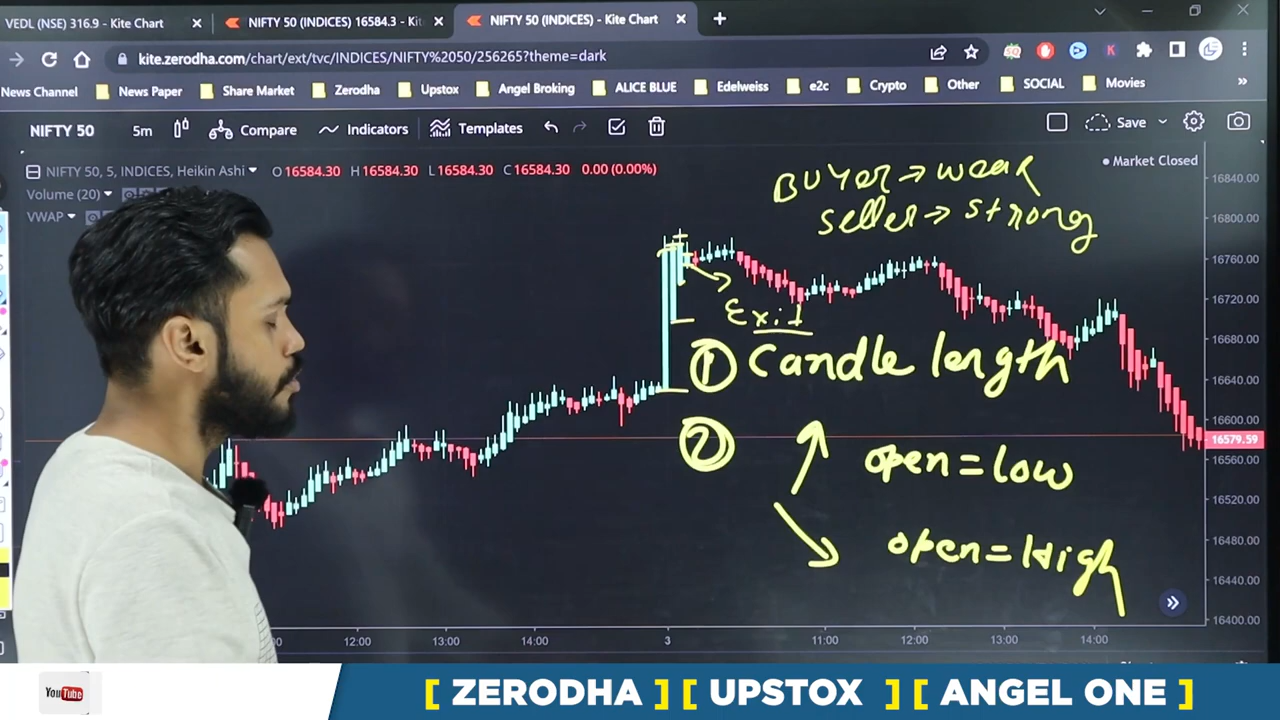 VEDL (NSE) 316.9 - Kite Chart
NIFTY 50 (INDICES) 16584.3 - Ki
NIFTY 50 (INDICES) - Kite Chart
kite.zerodha.com/chart/ext/tvc/INDICES/NIFTY%2050/256265?theme=dark
News Channel News Paper Share Market Zerodha Upstox Angel Broking ALICE BLUE Edelweiss e2c Crypto Other SOCIAL Movies
NIFTY 50 5m Compare Indicators Templates Save
NIFTY 50, 5, INDICES, Heikin Ashi O16584.30 H16584.30 L16584.30 C16584.30 0.00 (0.00%)
Market Closed
Volume (20)
VWAP
BUYer → weak
seller → strong
Exit
① Candle length
② open = low
open = High
16840.00
16800.00
16760.00
16720.00
16680.00
16640.00
16600.00
16579.59
16560.00
16520.00
16480.00
16440.00
16400.00
12:00 13:00 14:00 3 11:00 12:00 13:00 14:00
YouTube
[ ZERODHA ] [ UPSTOX ] [ ANGEL ONE ]